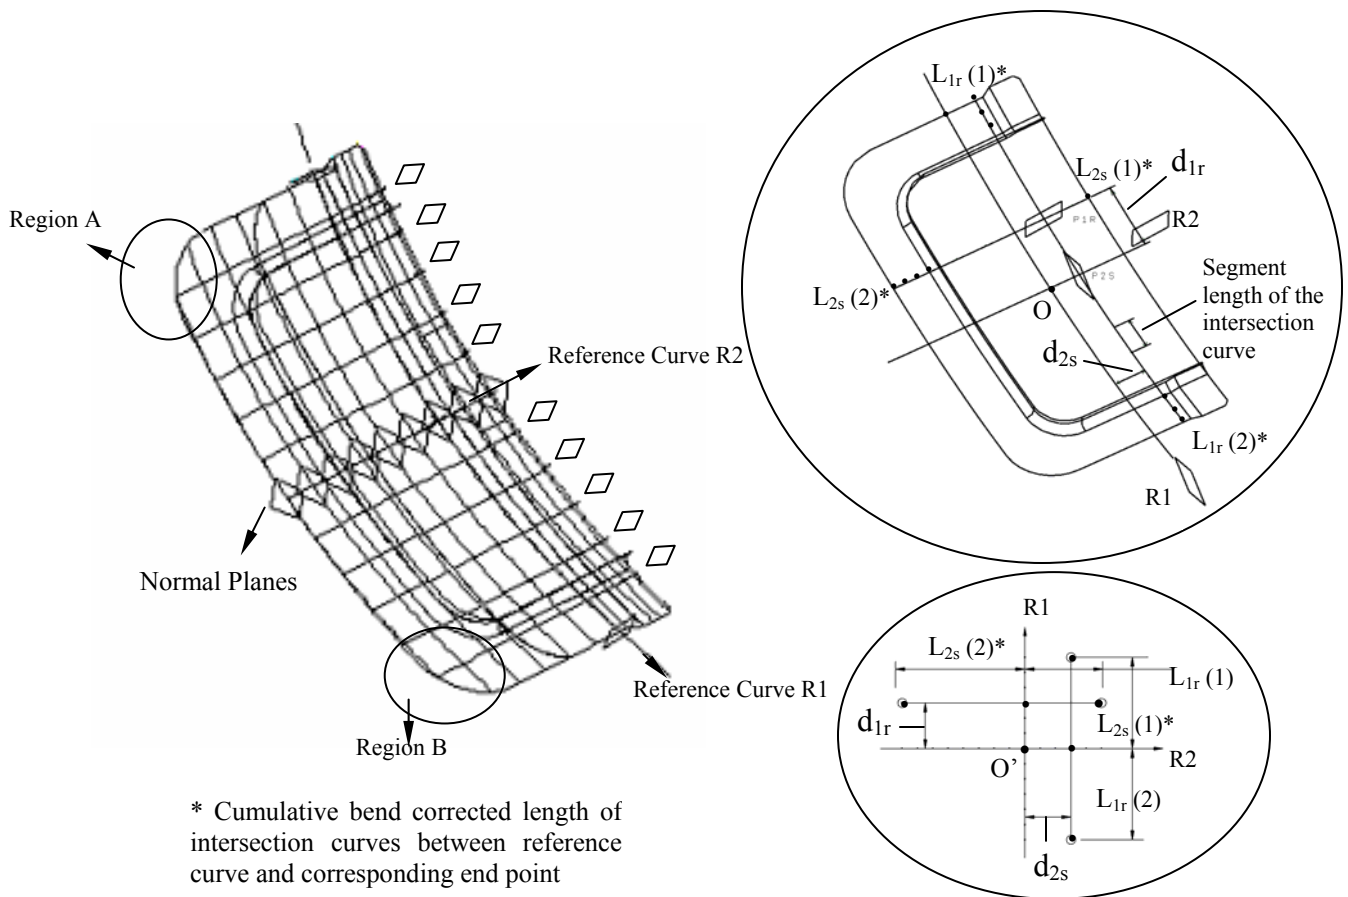 Region A
Reference Curve R2
Normal Planes
Reference Curve R1
Region B
* Cumulative bend corrected length of
intersection curves between reference
curve and corresponding end point
L1r (1)*
L2s (1)*
d1r
P1R
R2
P2S
L2s (2)*
O
Segment
length of the
intersection
curve
d2s
L1r (2)*
R1
R1
L2s (2)*
L1r (1)
d1r
L2s (1)*
O’
R2
L1r (2)
d2s